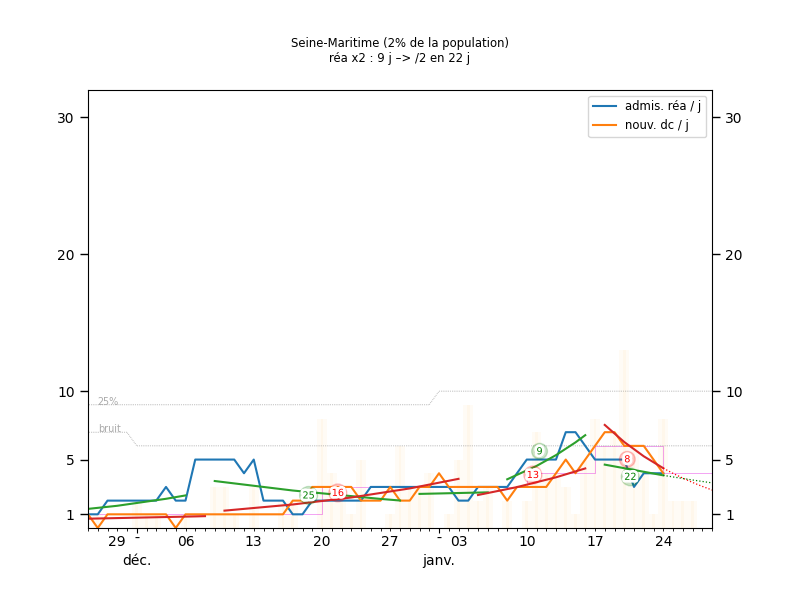 Seine-Maritime (2% de la population)
réa x2 : 9 j –> /2 en 22 j
admis. réa / j
nouv. dc / j
30 30
20 20
10 10
25%
bruit
9
5 5
8
13
22
25
16
1 1
29 - 06 13 20 27 - 03 10 17 24
déc. janv.